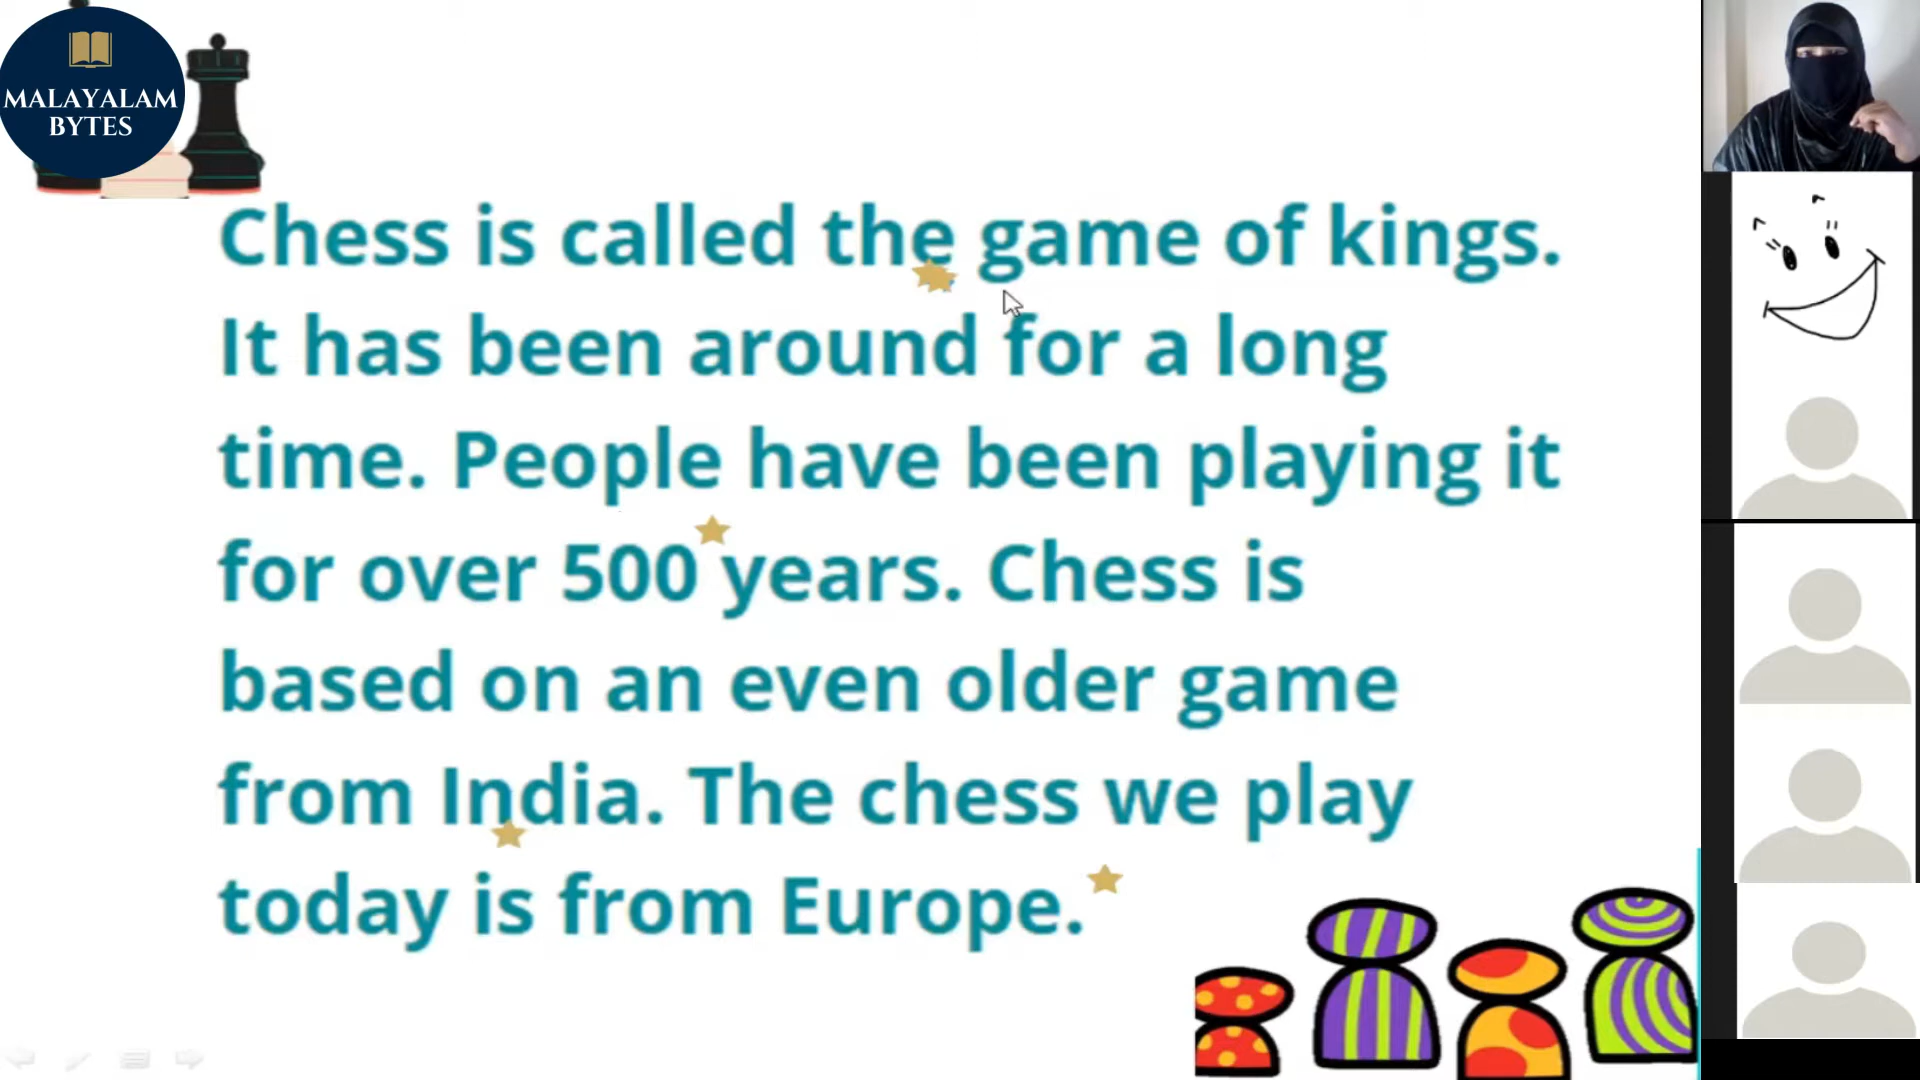 MALAYALAM
BYTES
Chess is called the game of kings.
It has been around for a long
time. People have been playing it
for over 500 years. Chess is
based on an even older game
from India. The chess we play
today is from Europe.